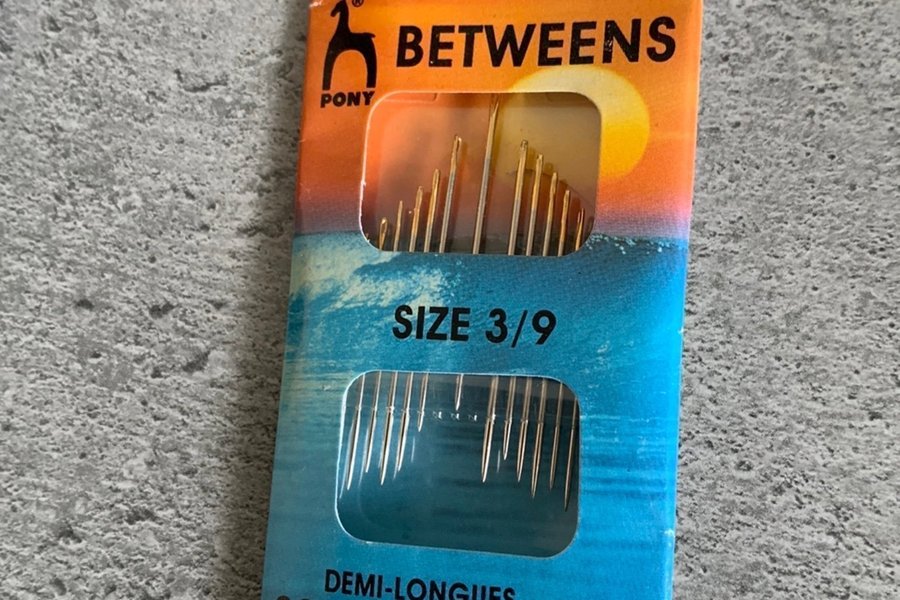 ®
BETWEENS
PONY
SIZE 3/9
DEMI-LONGUES